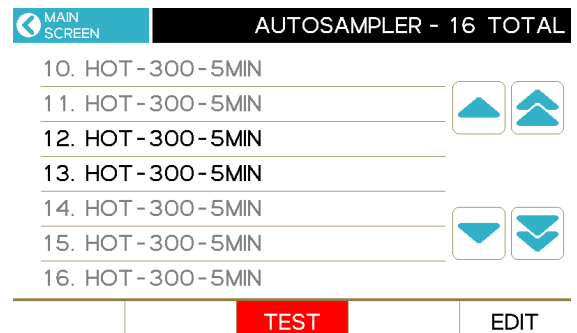 MAIN
SCREEN
AUTOSAMPLER - 16 TOTAL
10. HOT-300-5MIN
11. HOT-300-5MIN
12. HOT-300-5MIN
13. HOT-300-5MIN
14. HOT-300-5MIN
15. HOT-300-5MIN
16. HOT-300-5MIN
TEST
EDIT